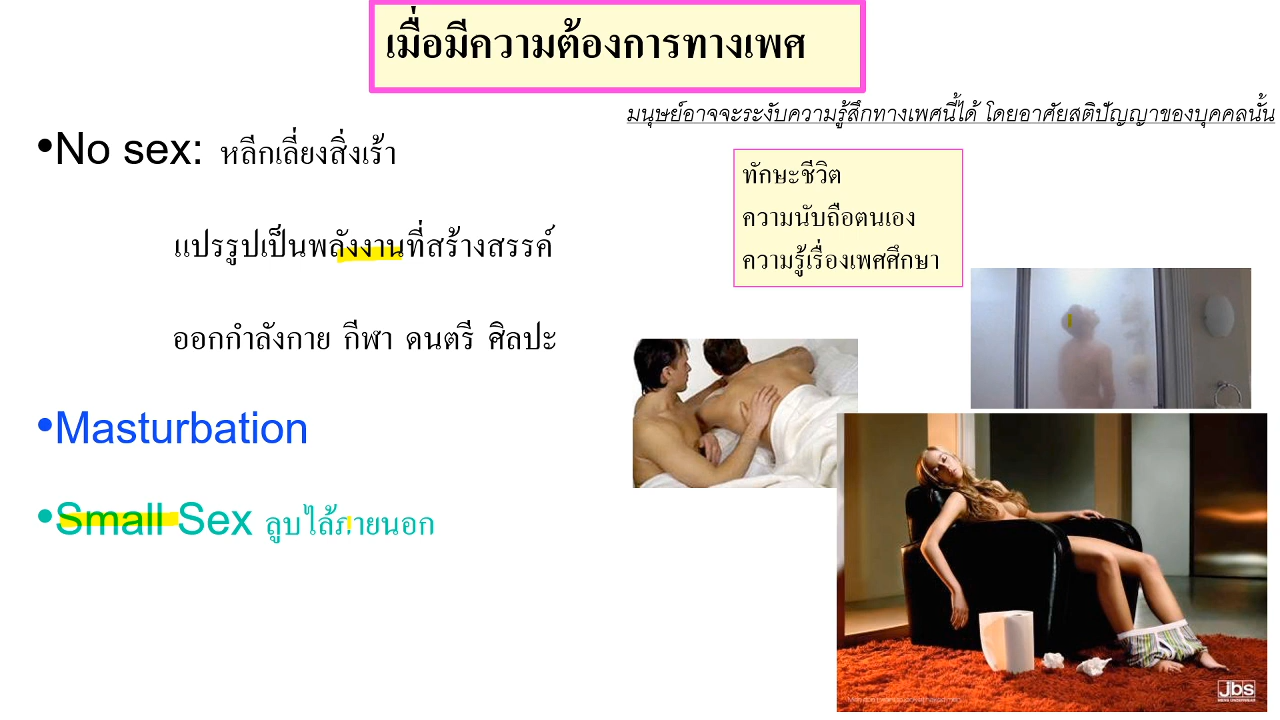 เมื่อมีความต้องการทางเพศ
มนุษย์อาจจะระงับความรู้สึกทางเพศนี้ได้ โดยอาศัยสติปัญญาของบุคคลนั้น
•No sex: หลีกเลี่ยงสิ่งเร้า
แปรรูปเป็นพลังงานที่สร้างสรรค์
ออกกำลังกาย กีฬา ดนตรี ศิลปะ
•Masturbation
•Small Sex ลูบไล้ภายนอก
ทักษะชีวิต
ความนับถือตนเอง
ความรู้เรื่องเพศศึกษา
jbs
MENS UNDERWEAR